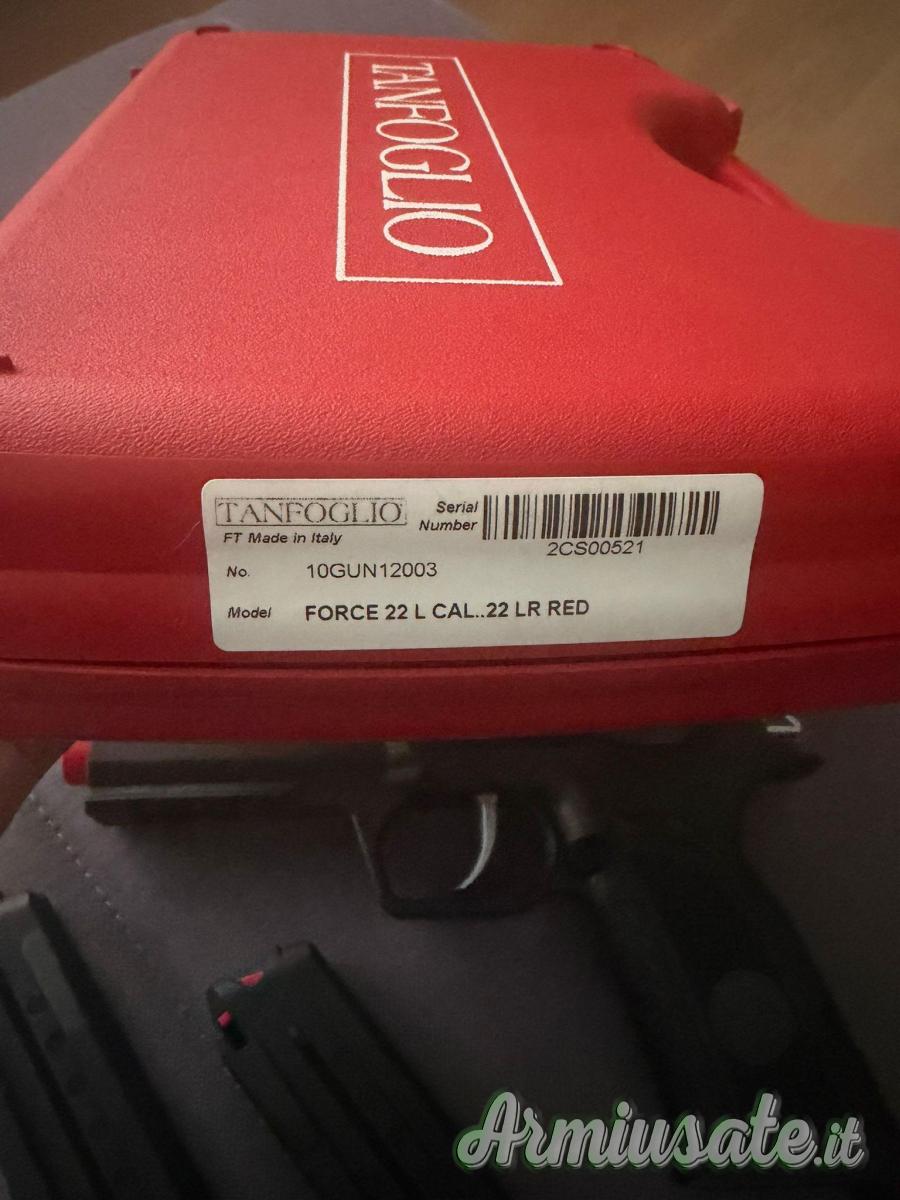 TANFOGLIO
TANFOGLIO
FT Made in Italy
Serial
Number
2CS00521
No. 10GUN12003
Model FORCE 22 L CAL..22 LR RED
Armiusate.it